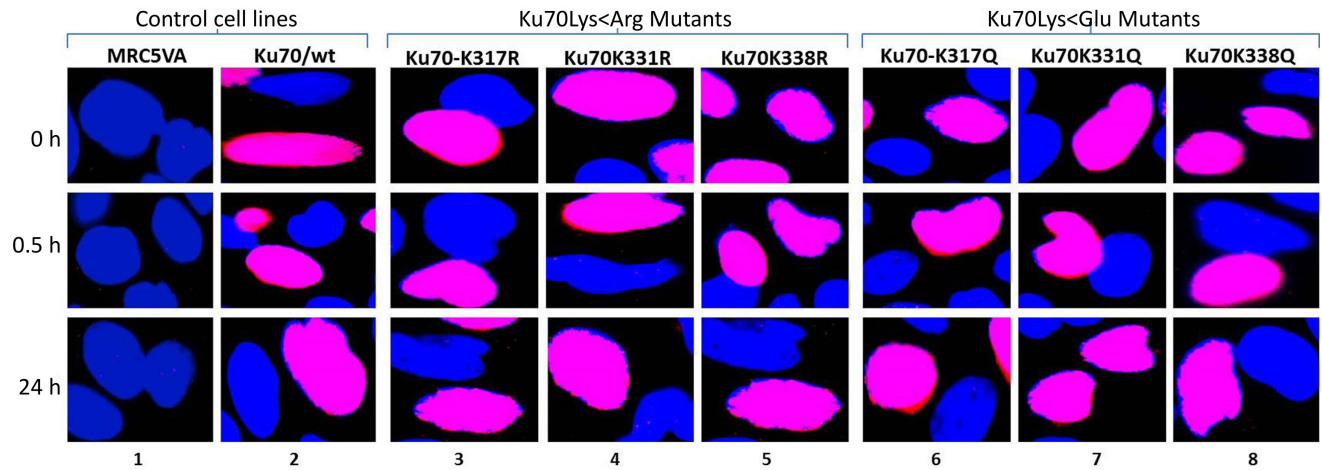 Control cell lines Ku70Lys<Arg Mutants Ku70Lys<Glu Mutants
MRC5VA Ku70/wt Ku70-K317R Ku70K331R Ku70K338R Ku70-K317Q Ku70K331Q Ku70K338Q
0 h
0.5 h
24 h
1 2 3 4 5 6 7 8